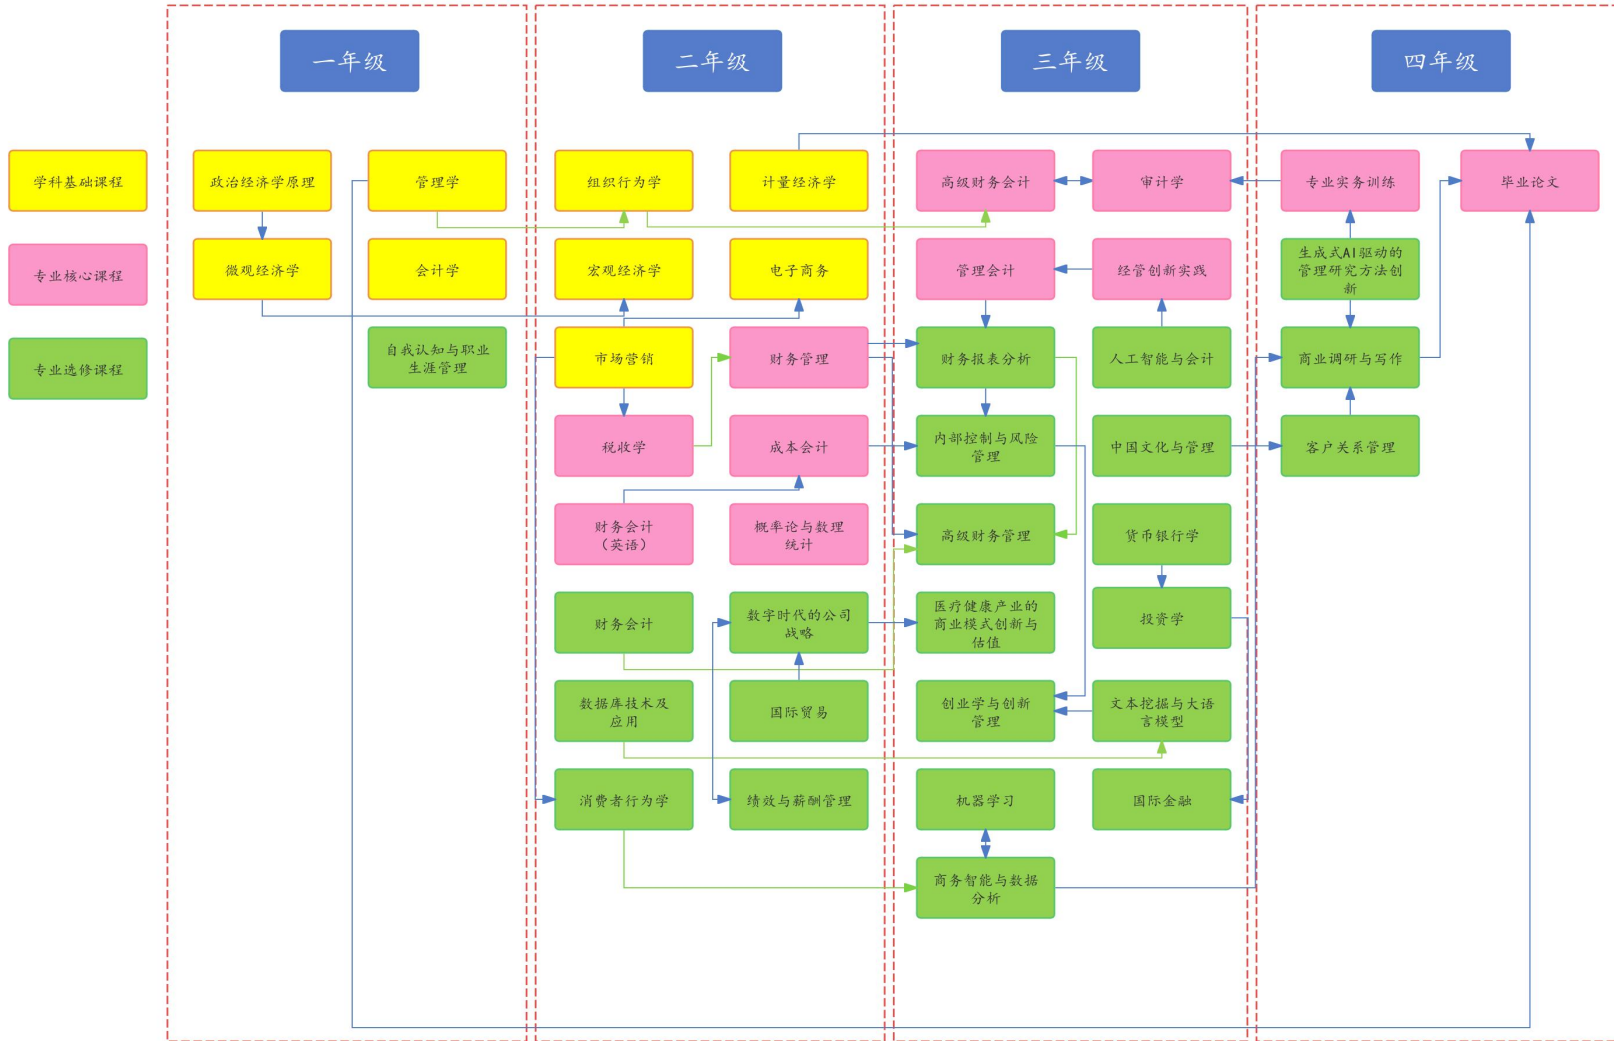 一年级
二年级
三年级
四年级
学科基础课程
政治经济学原理
管理学
组织行为学
计量经济学
高级财务会计
审计学
专业实务训练
毕业论文
专业核心课程
微观经济学
会计学
宏观经济学
电子商务
管理会计
经管创新实践
生成式AI驱动的
管理研究方法创
新
专业选修课程
自我认知与职业
生涯管理
市场营销
财务管理
财务报表分析
人工智能与会计
商业调研与写作
税收学
成本会计
内部控制与风险
管理
中国文化与管理
客户关系管理
财务会计
（英语）
概率论与数理
统计
高级财务管理
货币银行学
财务会计
数字时代的公司
战略
医疗健康产业的
商业模式创新与
估值
投资学
数据库技术及
应用
国际贸易
创业学与创新
管理
文本挖掘与大语
言模型
消费者行为学
绩效与薪酬管理
机器学习
国际金融
商务智能与数据
分析